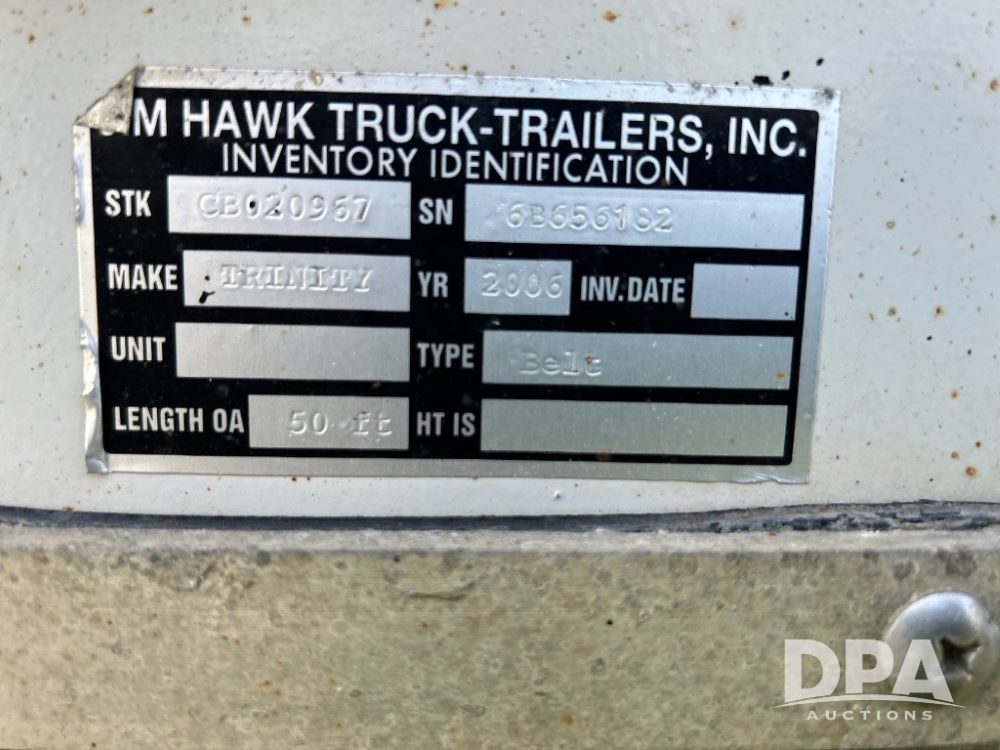 JIM HAWK TRUCK-TRAILERS, INC.
INVENTORY IDENTIFICATION
STK CB020967 SN 6B656182
MAKE TRINITY YR 2006 INV. DATE
UNIT TYPE Belt
LENGTH OA 50 ft HT IS
DPA
AUCTIONS